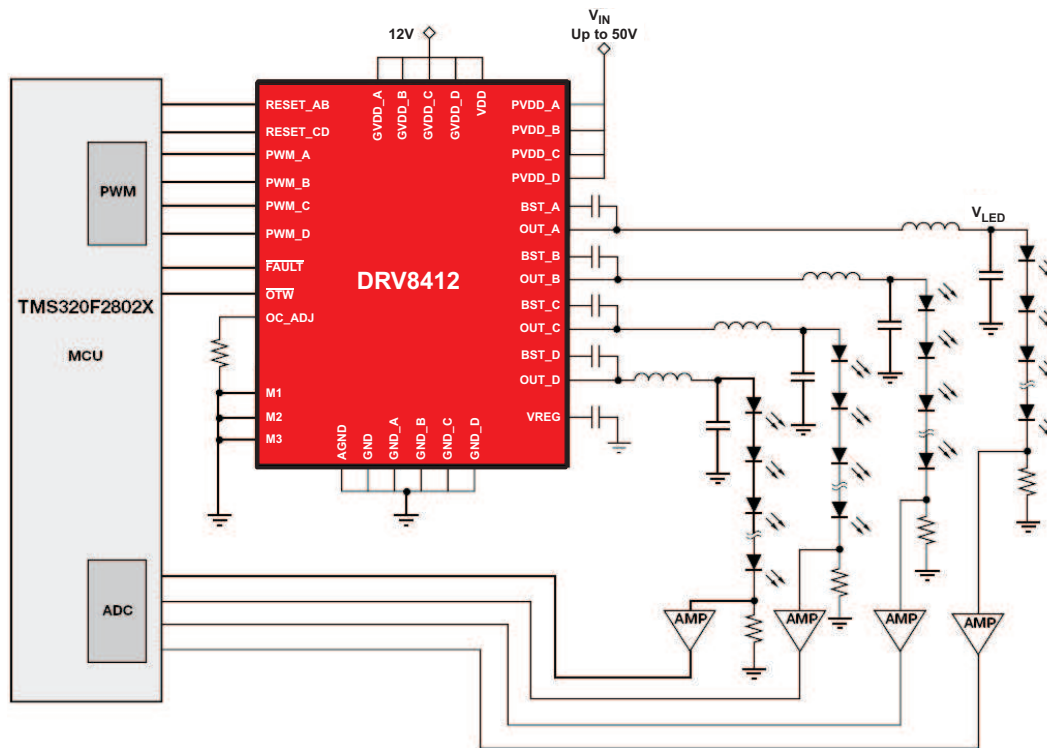 12V
V_IN
Up to 50V
GVDD_A
GVDD_B
GVDD_C
GVDD_D
VDD
RESET_AB
RESET_CD
PWM_A
PWM_B
PWM_C
PWM_D
FAULT
OTW
OC_ADJ
M1
M2
M3
PVDD_A
PVDD_B
PVDD_C
PVDD_D
BST_A
OUT_A
BST_B
OUT_B
BST_C
OUT_C
BST_D
OUT_D
VREG
DRV8412
AGND
GND
GND_A
GND_B
GND_C
GND_D
PWM
TMS320F2802X
MCU
ADC
V_LED
AMP
AMP
AMP
AMP